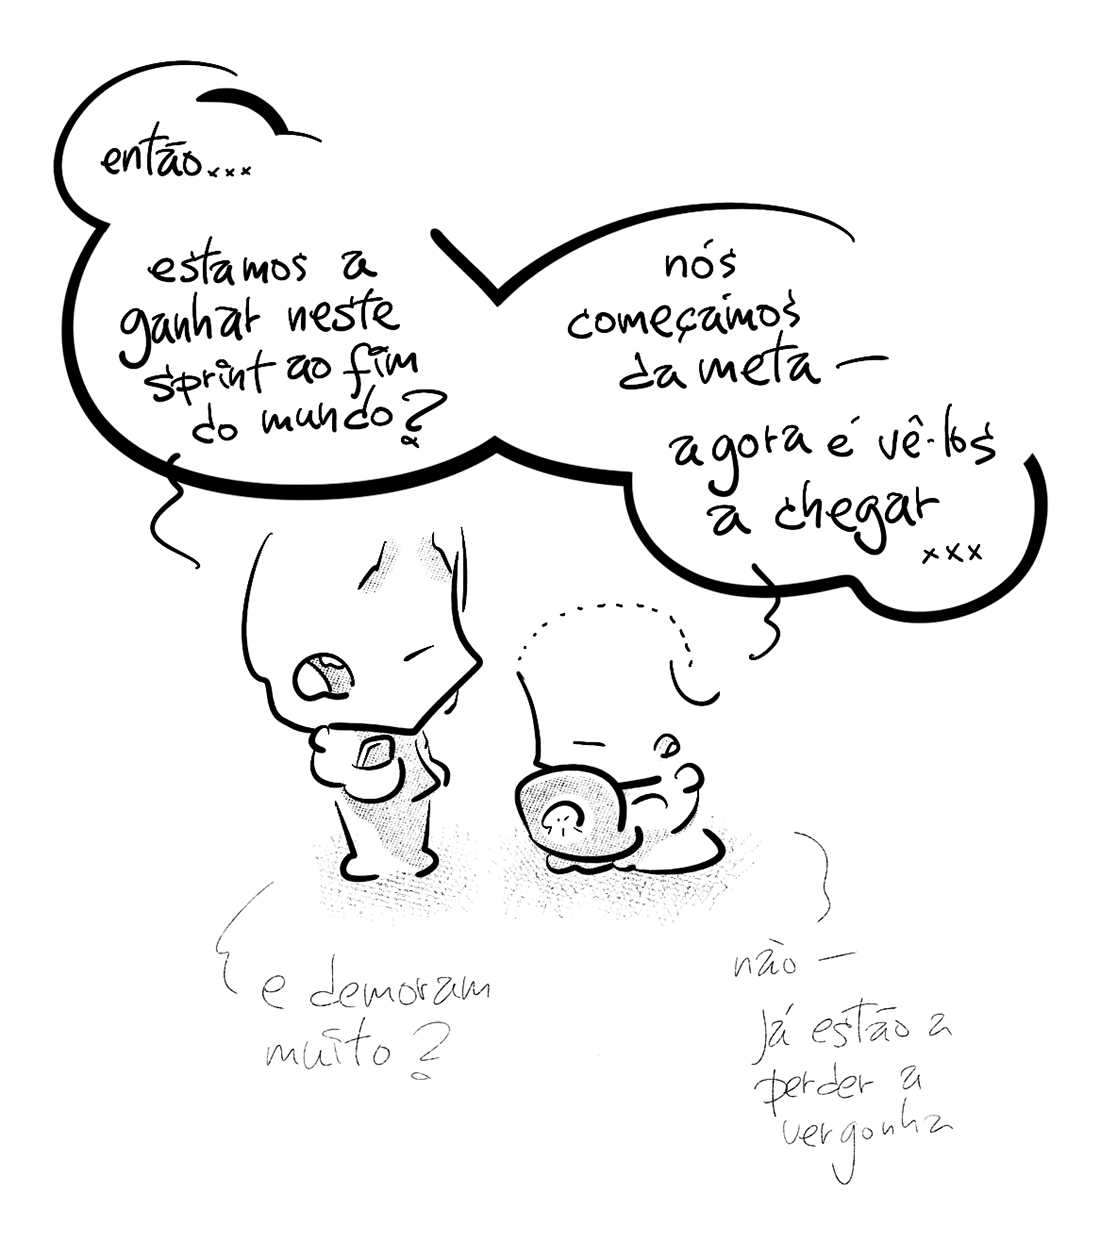 então...
estamos a
ganhar neste
sprint ao fim
do mundo?
nós
começámos
da meta —
agora é vê-los
a chegar
...
e demoram
muito?
não —
já estão a
perder a
vergonha